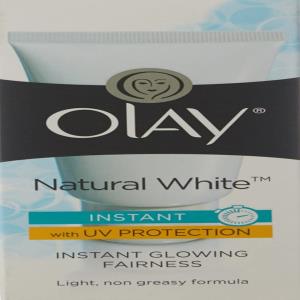 OLAY®
Natural White™
INSTANT
with UV PROTECTION
INSTANT GLOWING
FAIRNESS
Light, non greasy formula